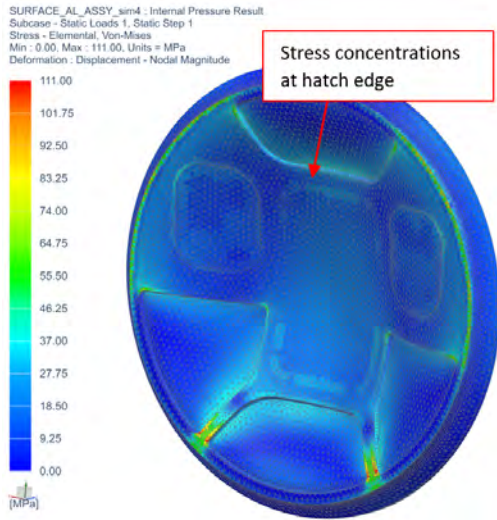 SURFACE_AL_ASSY_sim4 : Internal Pressure Result
Subcase - Static Loads 1, Static Step 1
Stress - Elemental, Von-Mises
Min : 0.00, Max : 111.00, Units = MPa
Deformation : Displacement - Nodal Magnitude
Stress concentrations
at hatch edge
111.00
101.75
92.50
83.25
74.00
64.75
55.50
46.25
37.00
27.75
18.50
9.25
0.00
[MPa]